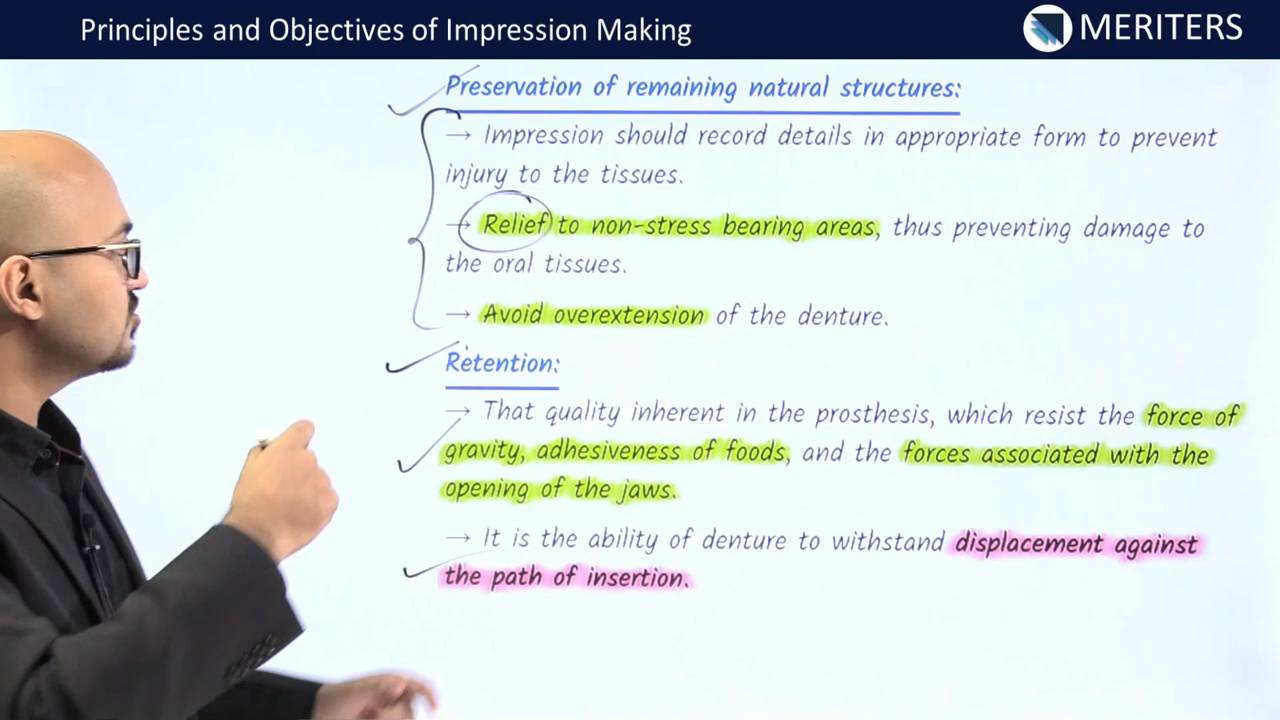 Principles and Objectives of Impression Making
MERITERS
Preservation of remaining natural structures:
→ Impression should record details in appropriate form to prevent
injury to the tissues.
→ Relief to non-stress bearing areas, thus preventing damage to
the oral tissues.
→ Avoid overextension of the denture.
Retention:
→ That quality inherent in the prosthesis, which resist the force of
gravity, adhesiveness of foods, and the forces associated with the
opening of the jaws.
→ It is the ability of denture to withstand displacement against
the path of insertion.